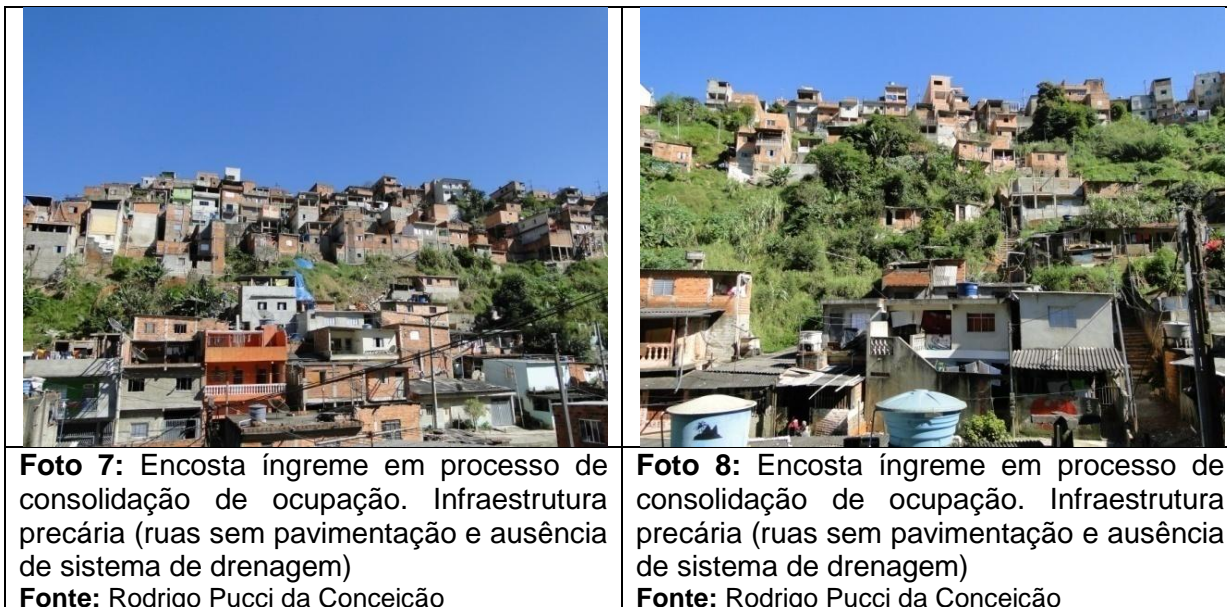 Foto 7: Encosta íngreme em processo de
consolidação de ocupação. Infraestrutura
precária (ruas sem pavimentação e ausência
de sistema de drenagem)
Fonte: Rodrigo Pucci da Conceição
Foto 8: Encosta íngreme em processo de
consolidação de ocupação. Infraestrutura
precária (ruas sem pavimentação e ausência
de sistema de drenagem)
Fonte: Rodrigo Pucci da Conceição